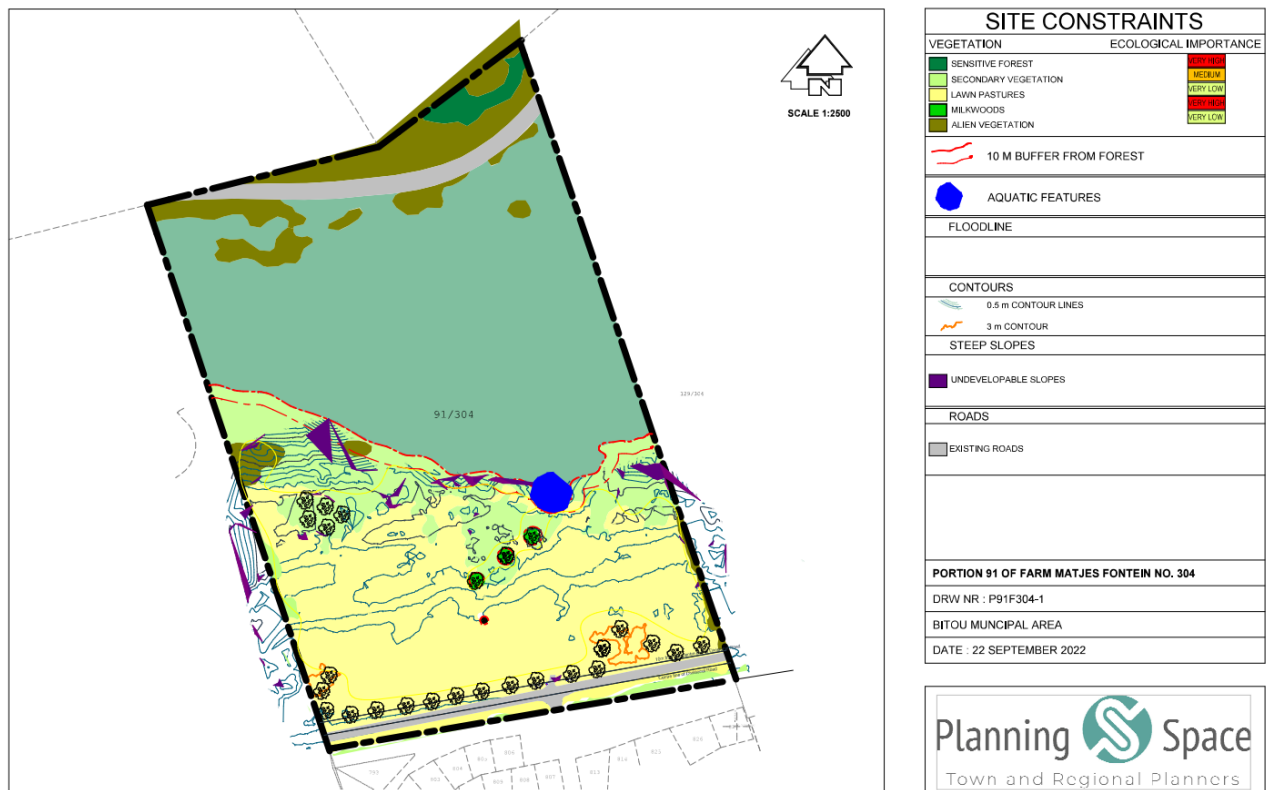 SITE CONSTRAINTS
VEGETATION ECOLOGICAL IMPORTANCE
SENSITIVE FOREST VERY HIGH
SECONDARY VEGETATION MEDIUM
LAWN PASTURES VERY LOW
MILKWOODS VERY HIGH
ALIEN VEGETATION VERY LOW
10 M BUFFER FROM FOREST
AQUATIC FEATURES
FLOODLINE
CONTOURS
0.5 m CONTOUR LINES
3 m CONTOUR
STEEP SLOPES
UNDEVELOPABLE SLOPES
ROADS
EXISTING ROADS
PORTION 91 OF FARM MATJES FONTEIN NO. 304
DRW NR : P91F304-1
BITOU MUNCIPAL AREA
DATE : 22 SEPTEMBER 2022
Planning Space
Town and Regional Planners
N
SCALE 1:2500
91/304